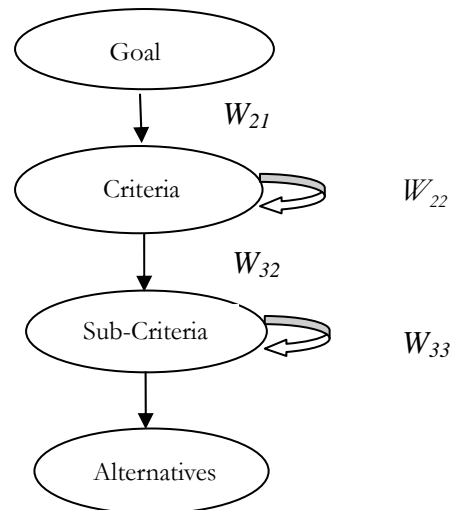 Goal
W21
Criteria
W22
W32
Sub-Criteria
W33
Alternatives